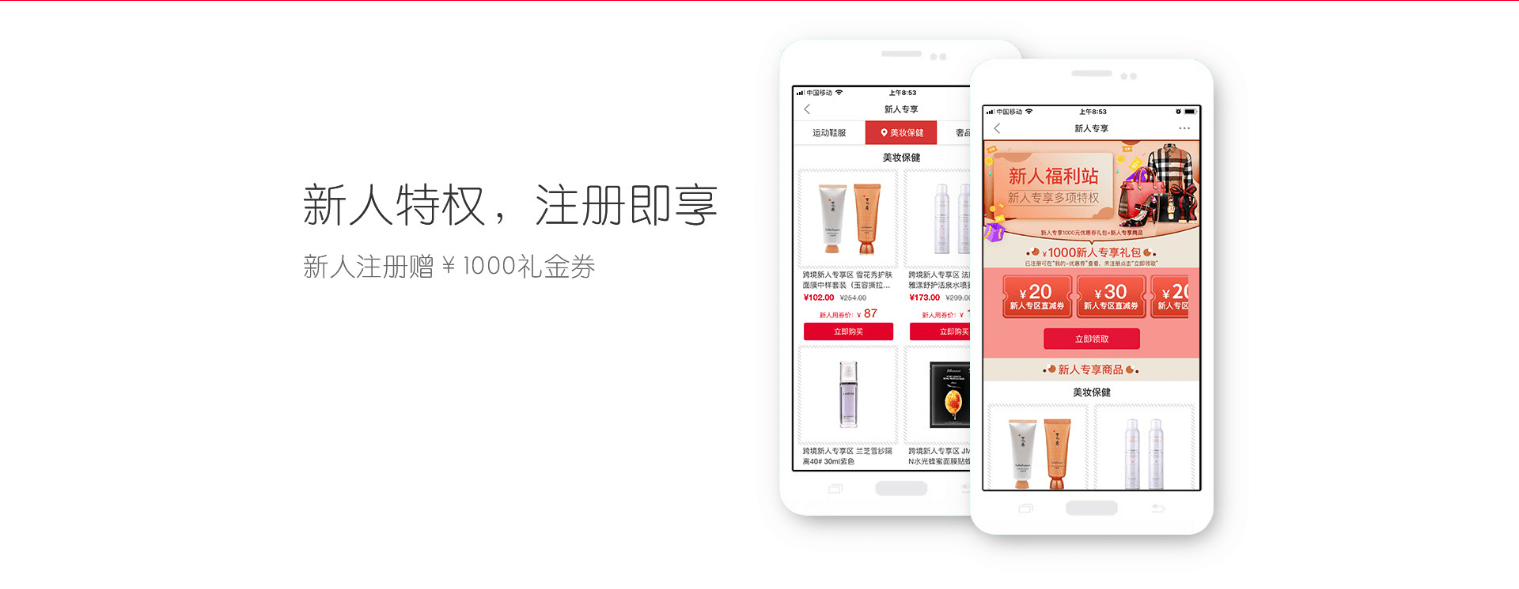 新人特权，注册即享
新人注册赠¥1000礼金券
中国移动
上午8:53
新人专享
运动鞋服
美妆保健
奢品
美妆保健
跨境新人专享区 雪花秀护肤
面膜中样套装（玉容撕拉...
¥102.00 ¥264.00
新人用券价：¥ 87
立即购买
跨境新人专享区 法
雅漾舒护活泉水喷
¥173.00 ¥299.0
新人用券价：¥ 1
立即购买
跨境新人专享区 兰芝雪纱隔
离40# 30ml紫色
跨境新人专享区 JM
N水光蜂蜜面膜贴蜂
中国移动
上午8:53
新人专享
新人福利站
新人专享多项特权
新人专享1000元优惠券礼包+新人专享商品
¥1000新人专享礼包
已注册可在"我的-优惠券"查看，未注册点击"立即领取"
¥20
新人专区直减券
¥30
新人专区直减券
¥20
新人专区
立即领取
新人专享商品
美妆保健